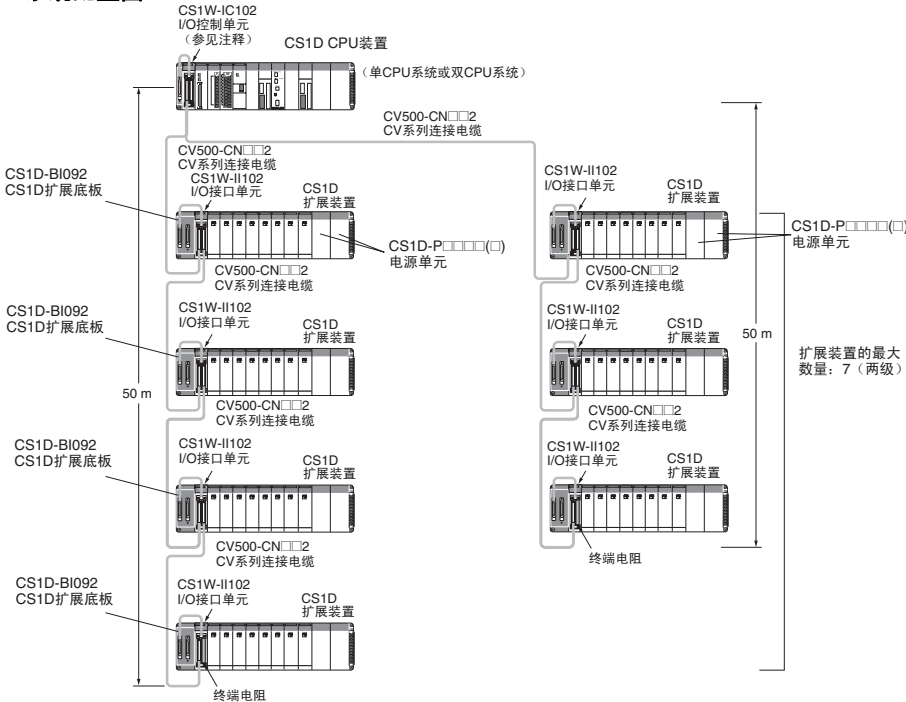 CS1W-IC102
I/O控制单元
（参见注释）
CS1D CPU装置
（单CPU系统或双CPU系统）
CV500-CN□□2
CV系列连接电缆
CV500-CN□□2
CV系列连接电缆
CS1D-BI092
CS1D扩展底板
CS1W-II102
I/O接口单元
CS1D
扩展装置
CS1W-II102
I/O接口单元
CS1D
扩展装置
CS1D-P□□□□(□)
电源单元
CS1D-P□□□□(□)
电源单元
CV500-CN□□2
CV系列连接电缆
CV500-CN□□2
CV系列连接电缆
CS1D-BI092
CS1D扩展底板
CS1W-II102
I/O接口单元
CS1D
扩展装置
CS1W-II102
I/O接口单元
CS1D
扩展装置
50 m
扩展装置的最大
数量：7（两级）
50 m
CV500-CN□□2
CV系列连接电缆
CV500-CN□□2
CV系列连接电缆
CS1D-BI092
CS1D扩展底板
CS1W-II102
I/O接口单元
CS1D
扩展装置
CS1W-II102
I/O接口单元
CS1D
扩展装置
CV500-CN□□2
CV系列连接电缆
终端电阻
CS1D-BI092
CS1D扩展底板
CS1W-II102
I/O接口单元
CS1D
扩展装置
终端电阻